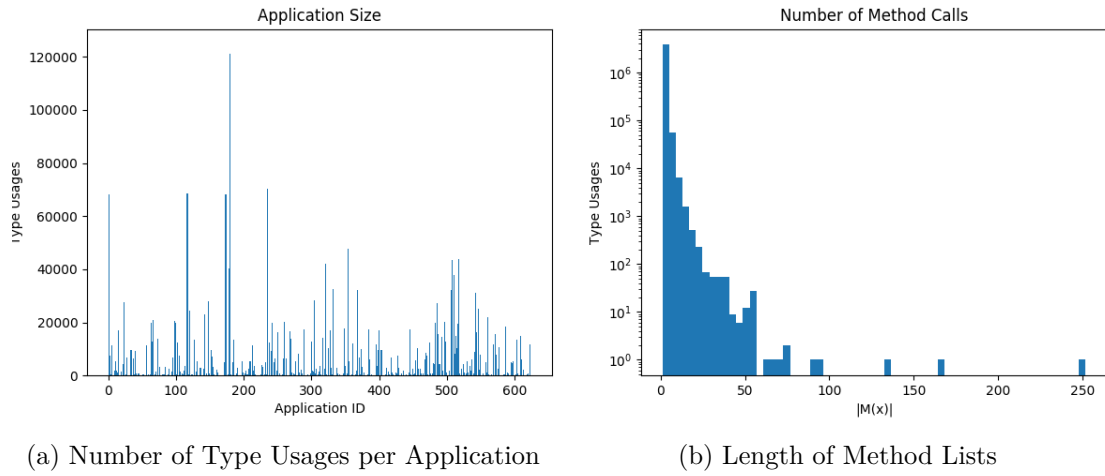 Application Size
120000
100000
80000
60000
40000
20000
0
Type Usages
0 100 200 300 400 500 600
Application ID
(a) Number of Type Usages per Application
Number of Method Calls
10^6
10^5
10^4
10^3
10^2
10^1
10^0
Type Usages
0 50 100 150 200 250
|M(x)|
(b) Length of Method Lists